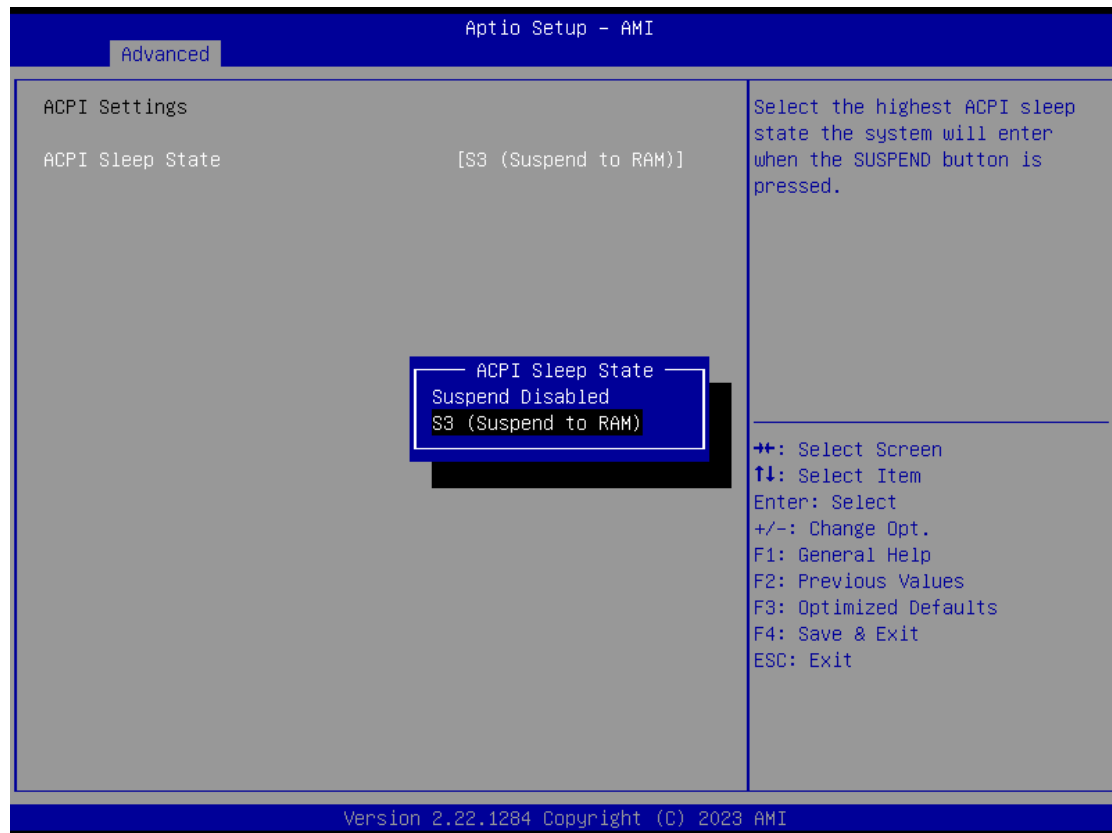 Aptio Setup – AMI
Advanced
ACPI Settings
ACPI Sleep State [S3 (Suspend to RAM)]
Select the highest ACPI sleep
state the system will enter
when the SUSPEND button is
pressed.
ACPI Sleep State
Suspend Disabled
S3 (Suspend to RAM)
→←: Select Screen
↑↓: Select Item
Enter: Select
+/-: Change Opt.
F1: General Help
F2: Previous Values
F3: Optimized Defaults
F4: Save & Exit
ESC: Exit
Version 2.22.1284 Copyright (C) 2023 AMI